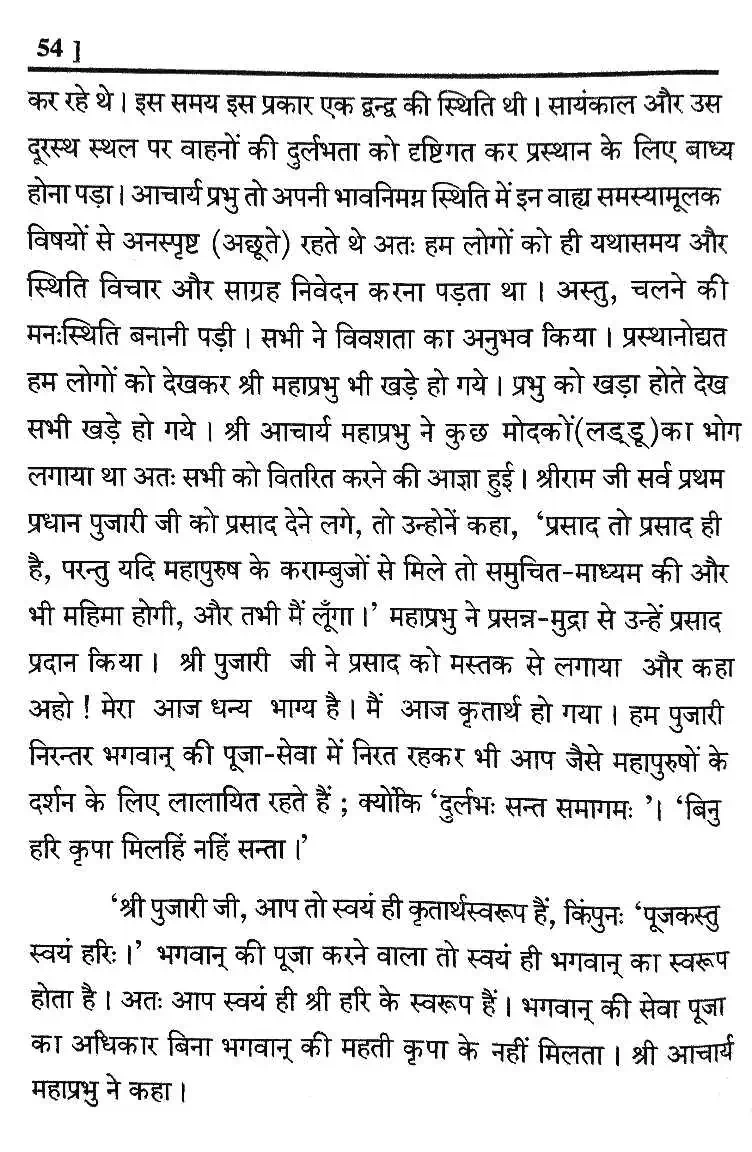 54 ]
कर रहे थे । इस समय इस प्रकार एक द्वन्द्व की स्थिति थी । सायंकाल और उस
दूरस्थ स्थल पर वाहनों की दुर्लभता को दृष्टिगत कर प्रस्थान के लिए बाध्य
होना पड़ा । आचार्य प्रभु तो अपनी भावनिमग्न स्थिति में इन वाह्य समस्यामूलक
विषयों से अनस्पृष्ट (अछूते) रहते थे अतः हम लोगों को ही यथासमय और
स्थिति विचार और साग्रह निवेदन करना पड़ता था । अस्तु, चलने की
मनःस्थिति बनानी पड़ी । सभी ने विवशता का अनुभव किया । प्रस्थानोद्यत
हम लोगों को देखकर श्री महाप्रभु भी खड़े हो गये । प्रभु को खड़ा होते देख
सभी खड़े हो गये । श्री आचार्य महाप्रभु ने कुछ मोदकों(लड्डू)का भोग
लगाया था अतः सभी को वितरित करने की आज्ञा हुई । श्रीराम जी सर्व प्रथम
प्रधान पुजारी जी को प्रसाद देने लगे, तो उन्होनें कहा, ‘प्रसाद तो प्रसाद ही
है, परन्तु यदि महापुरुष के कराम्बुजों से मिले तो समुचित-माध्यम की और
भी महिमा होगी, और तभी मैं लूँगा ।’ महाप्रभु ने प्रसन्न-मुद्रा से उन्हें प्रसाद
प्रदान किया । श्री पुजारी जी ने प्रसाद को मस्तक से लगाया और कहा
अहो ! मेरा आज धन्य भाग्य है । मैं आज कृतार्थ हो गया । हम पुजारी
निरन्तर भगवान् की पूजा-सेवा में निरत रहकर भी आप जैसे महापुरुषों के
दर्शन के लिए लालायित रहते हैं ; क्योंकि ‘दुर्लभः सन्त समागमः ’। ‘बिनु
हरि कृपा मिलहिं नहिं सन्ता ।’
‘श्री पुजारी जी, आप तो स्वयं ही कृतार्थस्वरूप हैं, किंपुनः ‘पूजकस्तु
स्वयं हरिः ।’ भगवान् की पूजा करने वाला तो स्वयं ही भगवान् का स्वरूप
होता है । अतः आप स्वयं ही श्री हरि के स्वरूप हैं । भगवान् की सेवा पूजा
का अधिकार बिना भगवान् की महती कृपा के नहीं मिलता । श्री आचार्य
महाप्रभु ने कहा ।